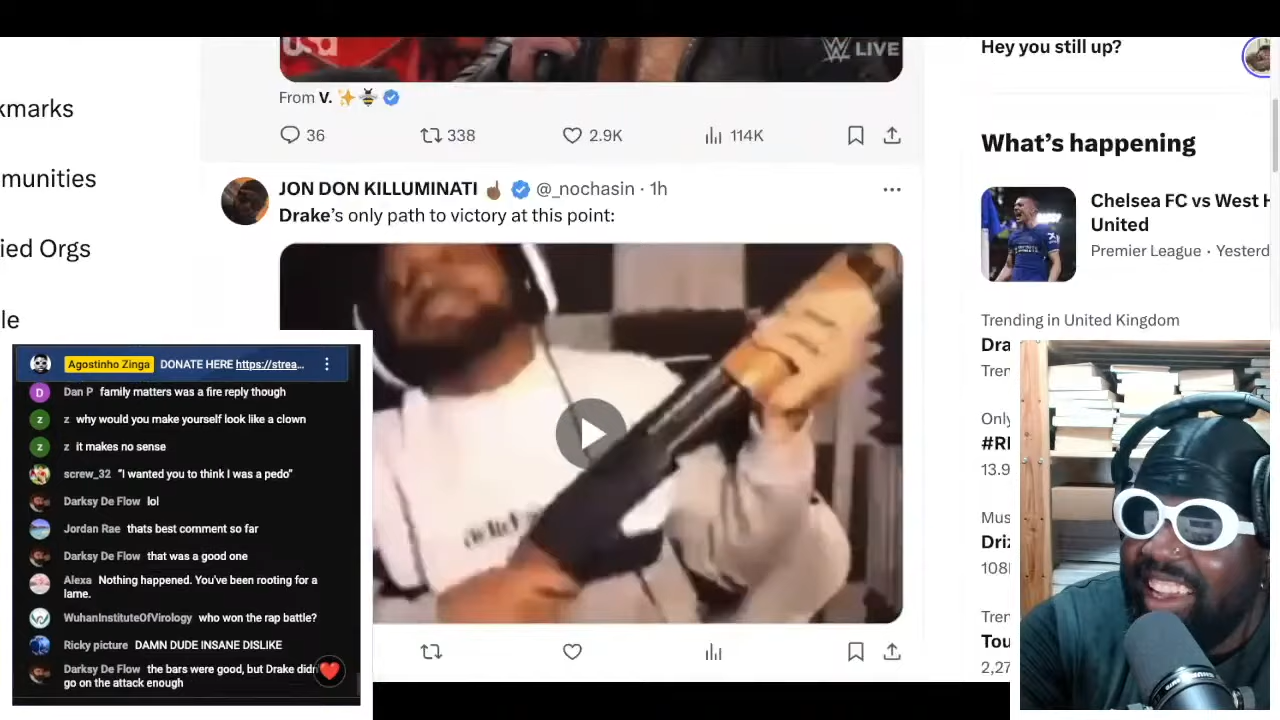 USA
LIVE
From V. ✨🐝
36
338
2.9K
114K
kmarks
munities
ied Orgs
le
JON DON KILLUMINATI ☝🏾 @_nochasin · 1h
Drake's only path to victory at this point:
Hey you still up?
What's happening
Chelsea FC vs West H
United
Premier League · Yesterd
Trending in United Kingdom
Dra
Tren
Only
#RI
13.9
Mus
Driz
108
Tren
Tou
2,27
Agostinho Zinga DONATE HERE https://strea...
Dan P family matters was a fire reply though
z why would you make yourself look like a clown
z it makes no sense
screw_32 "I wanted you to think I was a pedo"
Darksy De Flow lol
Jordan Rae thats best comment so far
Darksy De Flow that was a good one
Alexa Nothing happened. You've been rooting for a
lame.
WuhanInstituteOfVirology who won the rap battle?
Ricky picture DAMN DUDE INSANE DISLIKE
Darksy De Flow the bars were good, but Drake didn
go on the attack enough